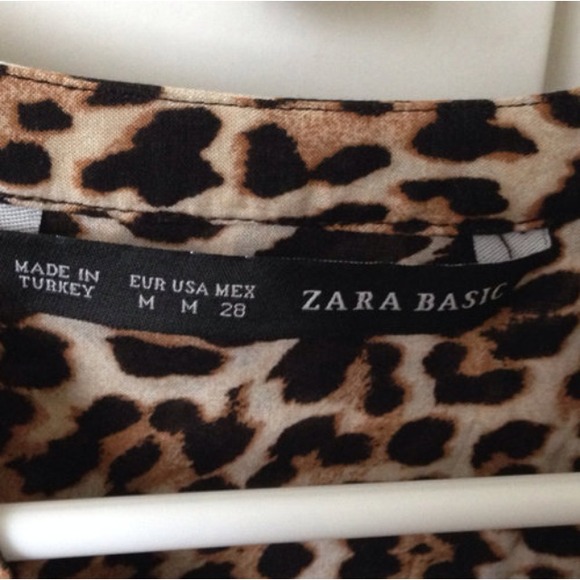 MADE IN
TURKEY
EUR USA MEX
M M 28
ZARA BASIC